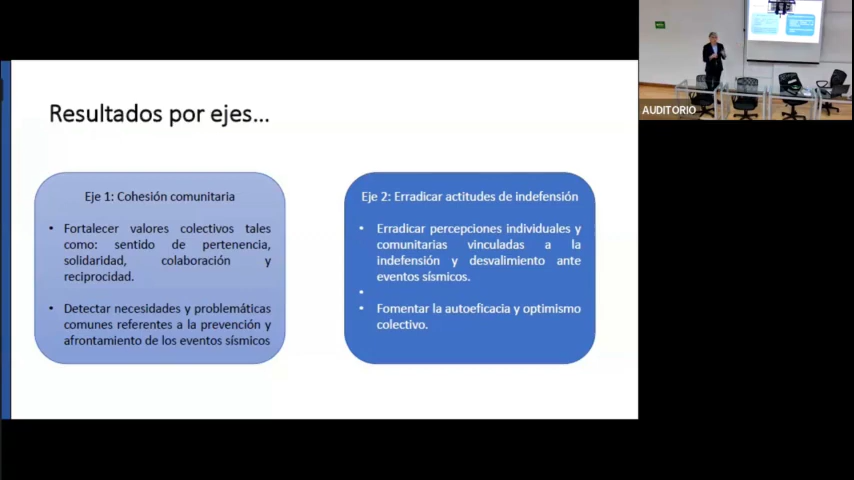 Resultados por ejes...
Eje 1: Cohesión comunitaria
• Fortalecer valores colectivos tales
como: sentido de pertenencia,
solidaridad, colaboración y
reciprocidad.
• Detectar necesidades y problemáticas
comunes referentes a la prevención y
afrontamiento de los eventos sísmicos
Eje 2: Erradicar actitudes de indefensión
• Erradicar percepciones individuales y
comunitarias vinculadas a la
indefensión y desvalimiento ante
eventos sísmicos.
•
• Fomentar la autoeficacia y optimismo
colectivo.
AUDITORIO